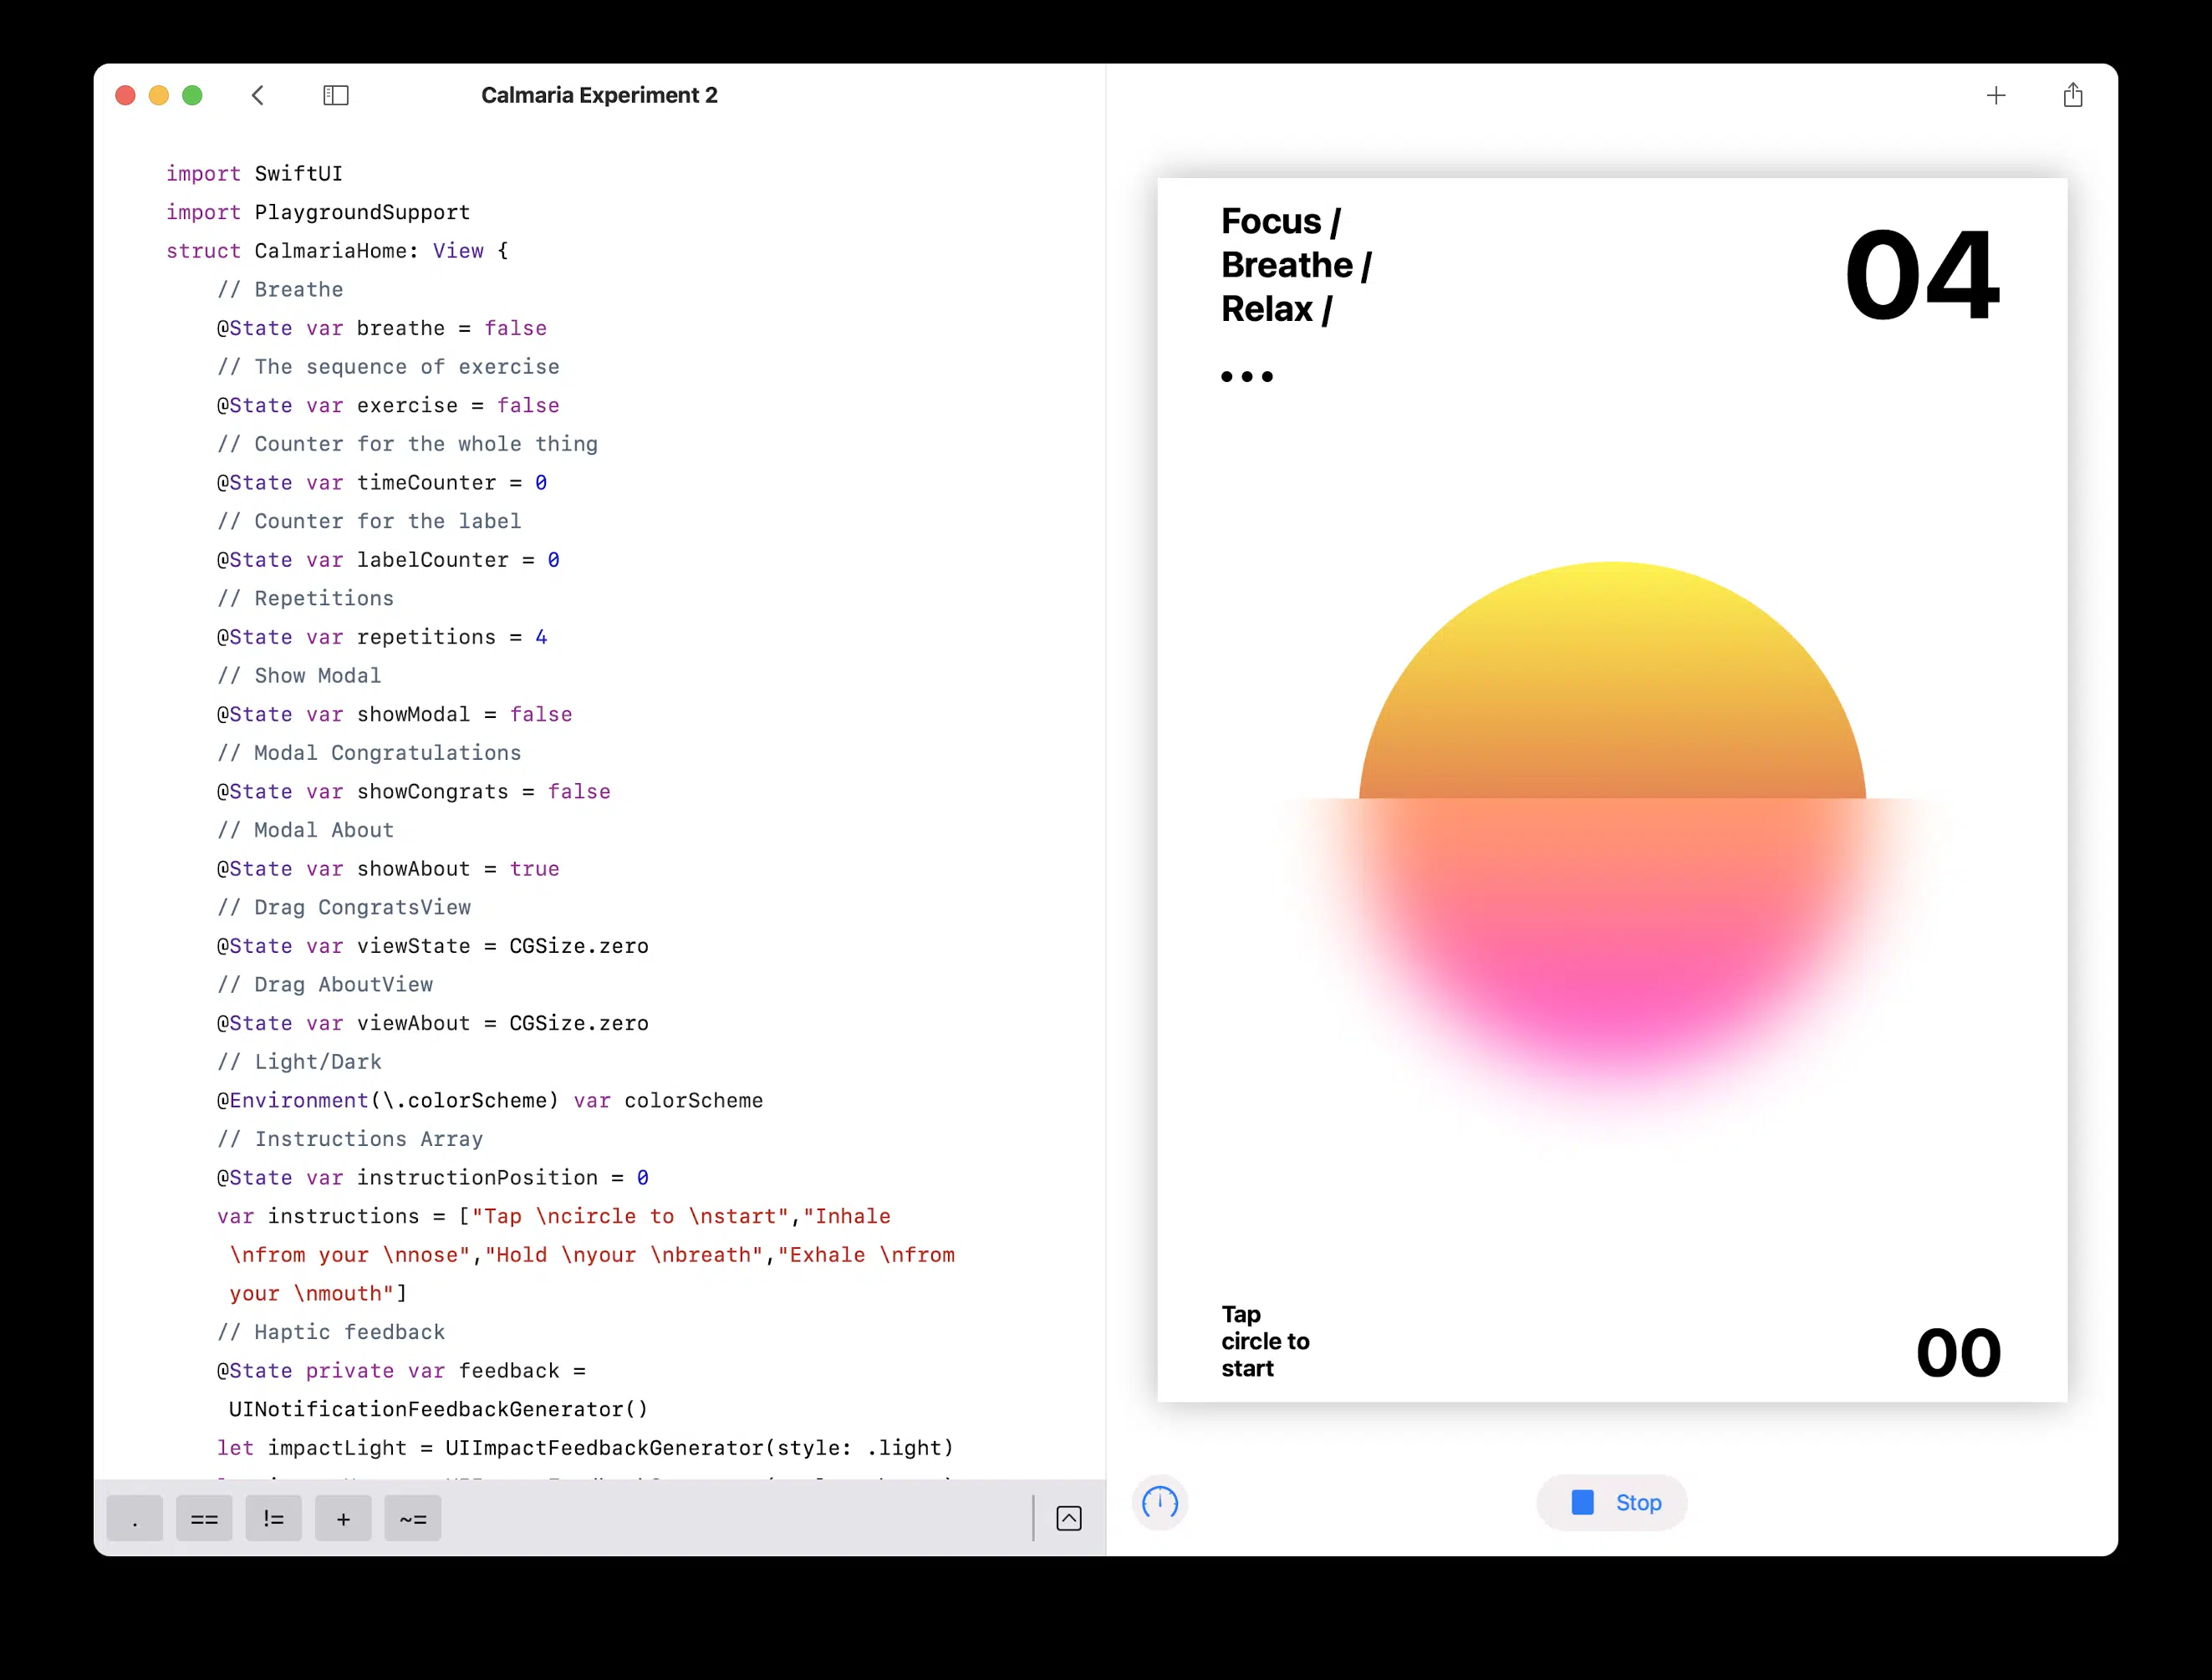 Calmaria Experiment 2
import SwiftUI
import PlaygroundSupport
struct CalmariaHome: View {
// Breathe
@State var breathe = false
// The sequence of exercise
@State var exercise = false
// Counter for the whole thing
@State var timeCounter = 0
// Counter for the label
@State var labelCounter = 0
// Repetitions
@State var repetitions = 4
// Show Modal
@State var showModal = false
// Modal Congratulations
@State var showCongrats = false
// Modal About
@State var showAbout = true
// Drag CongratsView
@State var viewState = CGSize.zero
// Drag AboutView
@State var viewAbout = CGSize.zero
// Light/Dark
@Environment(\.colorScheme) var colorScheme
// Instructions Array
@State var instructionPosition = 0
var instructions = ["Tap \ncircle to \nstart","Inhale
\nfrom your \nnose","Hold \nyour \nbreath","Exhale \nfrom
your \nmouth"]
// Haptic feedback
@State private var feedback =
UINotificationFeedbackGenerator()
let impactLight = UIImpactFeedbackGenerator(style: .light)
. == != + ~=
Focus /
Breathe /
Relax /
04
Tap
circle to
start
00
Stop